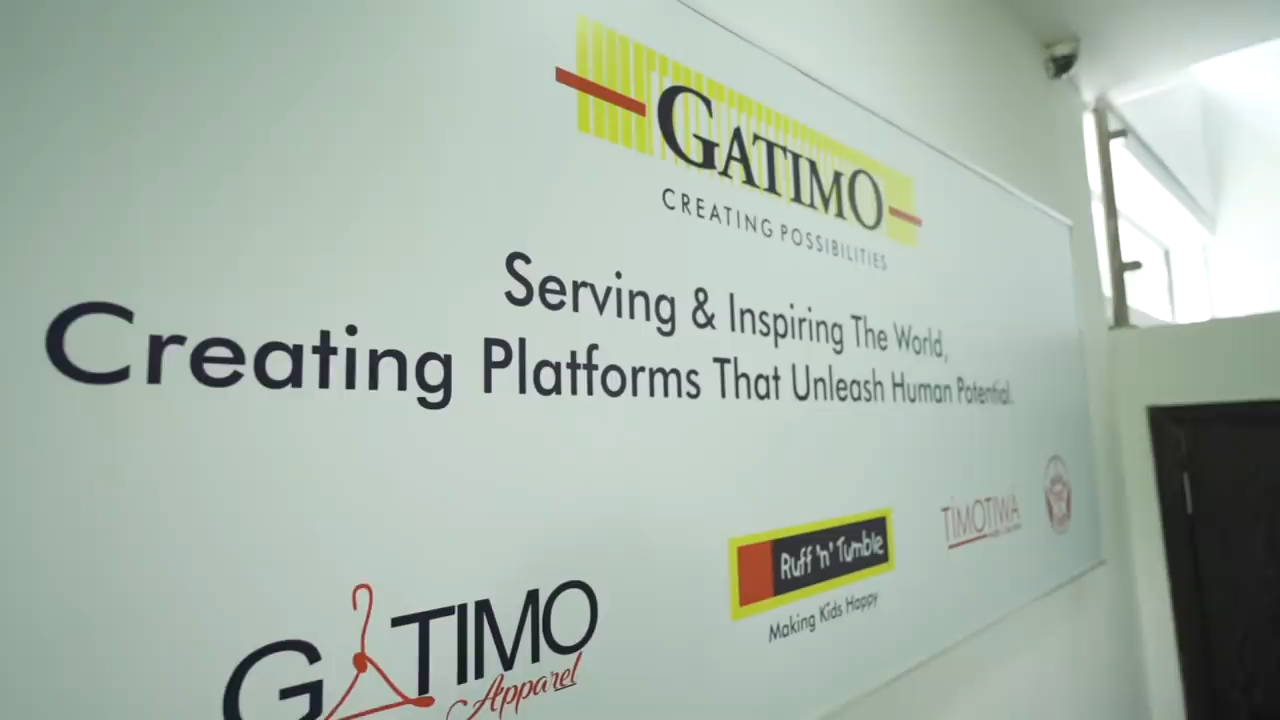 GATIMO
CREATING POSSIBILITIES
Serving & Inspiring The World,
Creating Platforms That Unleash Human Potential.
GATIMO
Apparel
Ruff 'n' Tumble
Making Kids Happy
TIMOTIWA